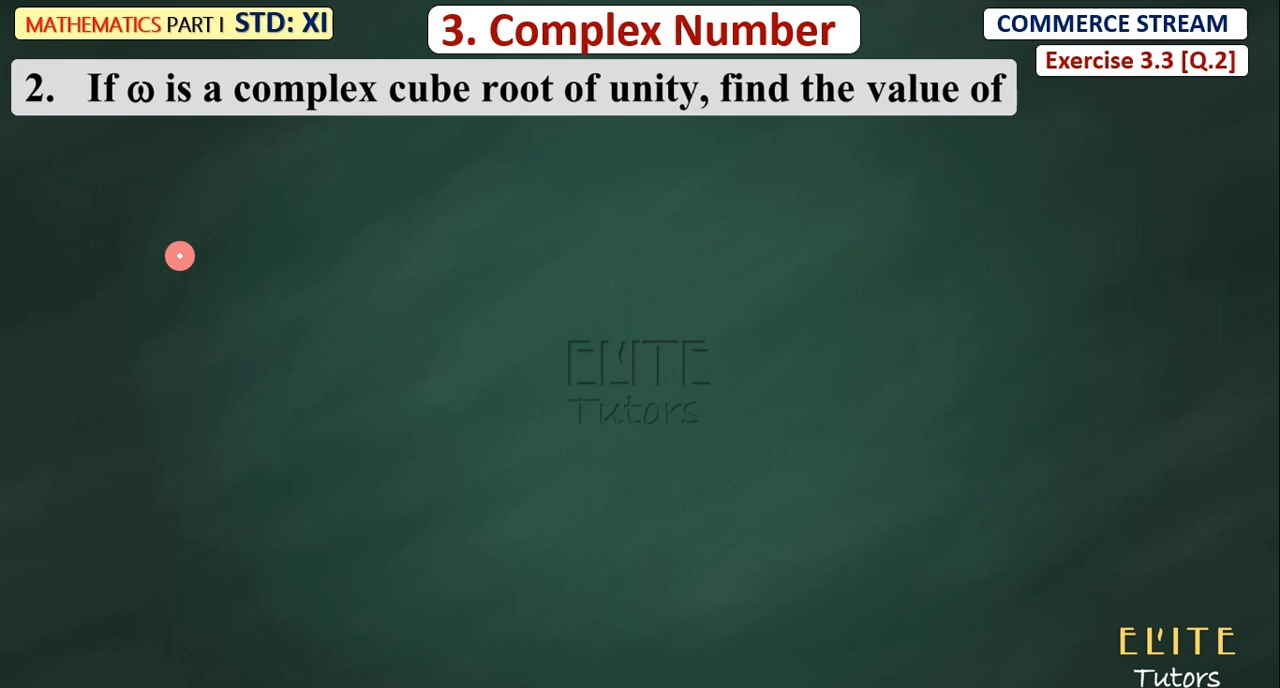 MATHEMATICS PART I STD: XI
3. Complex Number
COMMERCE STREAM
Exercise 3.3 [Q.2]
2. If ω is a complex cube root of unity, find the value of
ELITE
Tutors
ELITE
Tutors